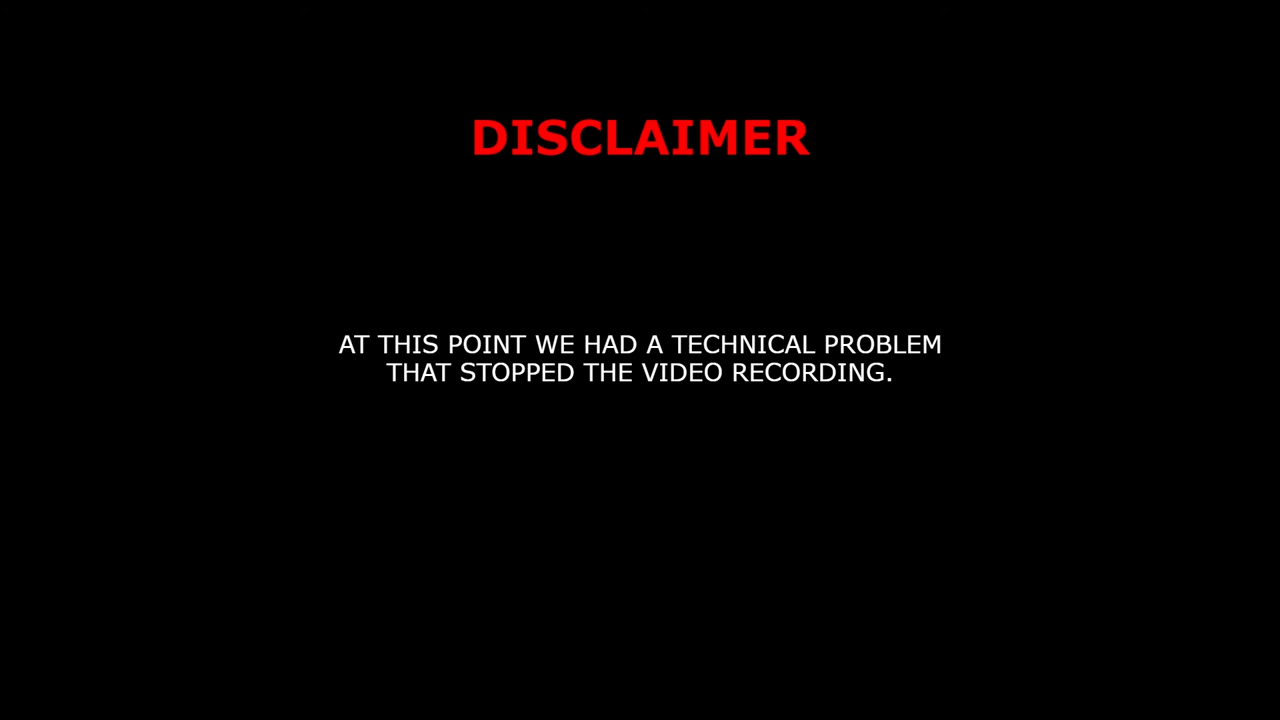 DISCLAIMER
AT THIS POINT WE HAD A TECHNICAL PROBLEM
THAT STOPPED THE VIDEO RECORDING.